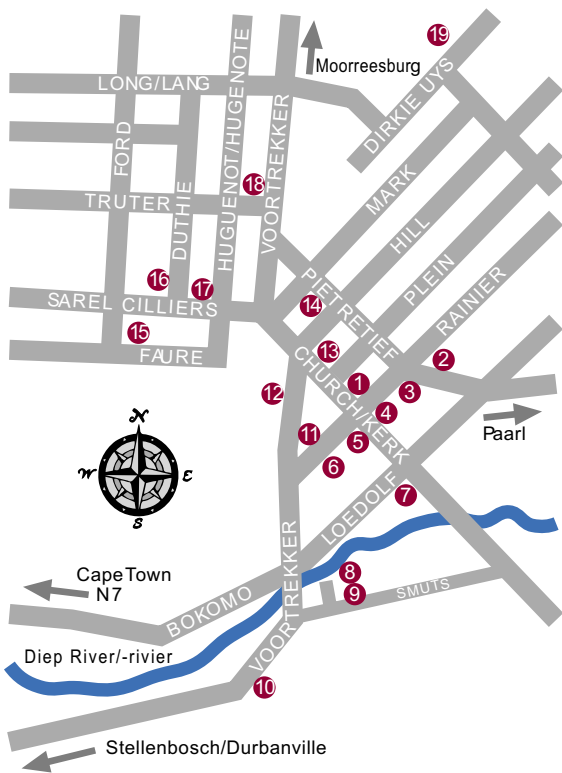 19
Moorreesburg
LONG/LANG
DIRKIE UYS
FORD
HUGUENOT/HUGENOTE
VOORTREKKER
MARK
18
TRUTER
DUTHIE
HILL
PLEIN
PIET RETIEF
RAINIER
16
17
SAREL CILLIERS
14
15
FAURE
13
2
CHURCH/KERK
1
3
12
4
Paarl
11
5
6
N
W
E
S
7
LOEDOLF
VOORTREKKER
8
Cape Town
N7
9
SMUTS
BOKOMO
Diep River/-rivier
10
Stellenbosch/Durbanville